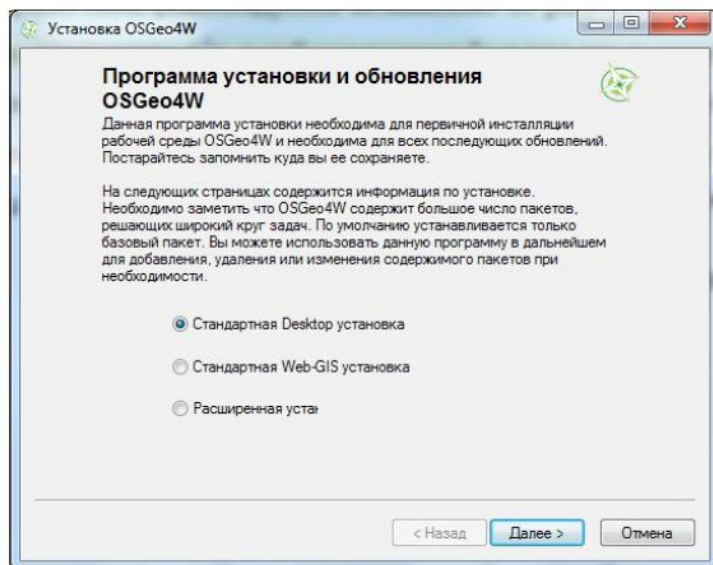 Установка OSGeo4W
Программа установки и обновления
OSGeo4W
Данная программа установки необходима для первичной инсталляции
рабочей среды OSGeo4W и необходима для всех последующих обновлений.
Постарайтесь запомнить куда вы ее сохраняете.
На следующих страницах содержится информация по установке.
Необходимо заметить что OSGeo4W содержит большое число пакетов,
решающих широкий круг задач. По умолчанию устанавливается только
базовый пакет. Вы можете использовать данную программу в дальнейшем
для добавления, удаления или изменения содержимого пакетов при
необходимости.
Стандартная Desktop установка
Стандартная Web-GIS установка
Расширенная уста
< Назад
Далее >
Отмена